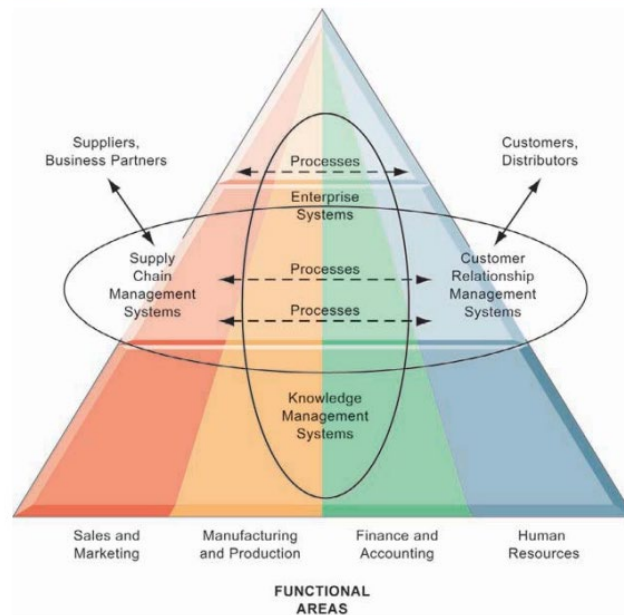 Suppliers,
Business Partners
Customers,
Distributors
Processes
Enterprise
Systems
Supply
Chain
Management
Systems
Processes
Processes
Customer
Relationship
Management
Systems
Knowledge
Management
Systems
Sales and
Marketing
Manufacturing
and Production
Finance and
Accounting
Human
Resources
FUNCTIONAL
AREAS